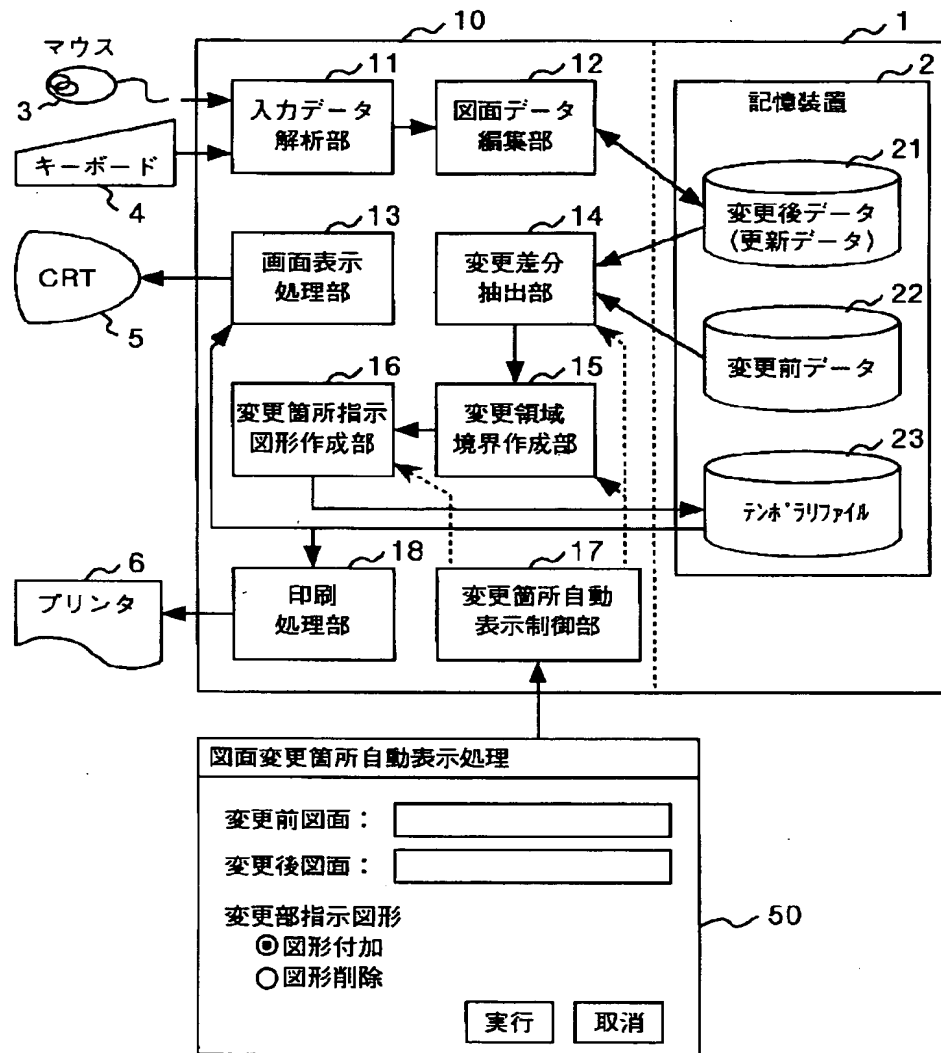 10
1
マウス
3
11
12
2
入力データ
解析部
図面データ
編集部
記憶装置
キーボード
4
21
変更後データ
(更新データ)
13
14
CRT
5
画面表示
処理部
変更差分
抽出部
22
変更前データ
16
15
変更箇所指示
図形作成部
変更領域
境界作成部
23
テンポラリファイル
6
プリンタ
18
17
印刷
処理部
変更箇所自動
表示制御部
図面変更箇所自動表示処理
変更前図面：
変更後図面：
変更部指示図形
図形付加
図形削除
50
実行
取消